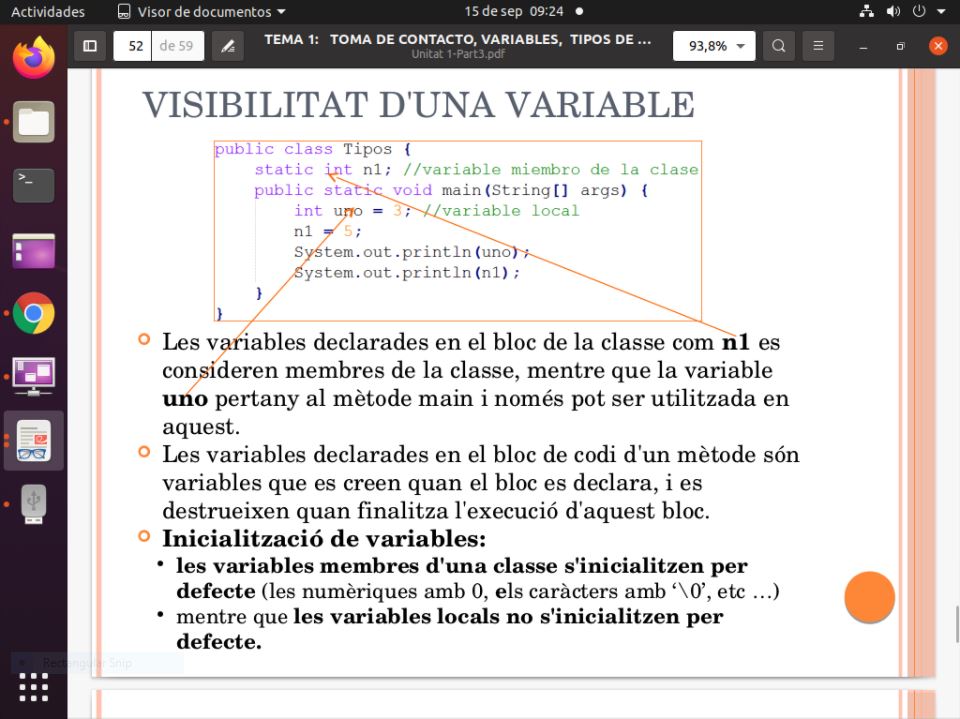 Actividades
Visor de documentos
15 de sep 09:24
52 de 59
TEMA 1: TOMA DE CONTACTO, VARIABLES, TIPOS DE ...
Unitat 1-Part3.pdf
93,8%
VISIBILITAT D'UNA VARIABLE
public class Tipos {
static int n1; //variable miembro de la clase
public static void main(String[] args) {
int uno = 3; //variable local
n1 = 5;
System.out.println(uno);
System.out.println(n1);
}
}
Les variables declarades en el bloc de la classe com n1 es
consideren membres de la classe, mentre que la variable
uno pertany al mètode main i només pot ser utilitzada en
aquest.
Les variables declarades en el bloc de codi d'un mètode són
variables que es creen quan el bloc es declara, i es
destrueixen quan finalitza l'execució d'aquest bloc.
Inicialització de variables:
les variables membres d'una classe s'inicialitzen per
defecte (les numèriques amb 0, els caràcters amb ‘\0’, etc …)
mentre que les variables locals no s'inicialitzen per
defecte.
Rectangular Snip